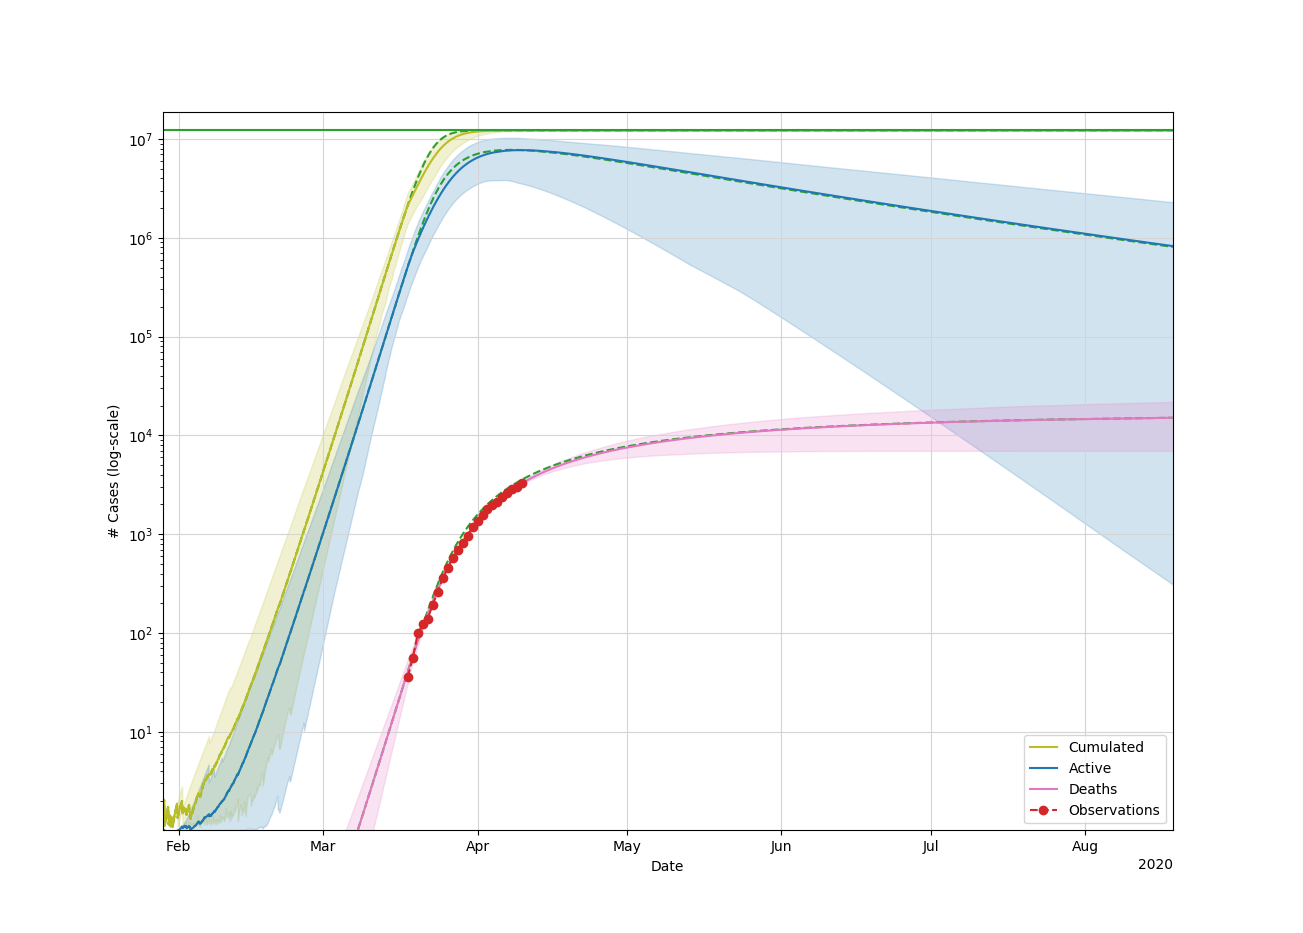 10^7
10^6
10^5
10^4
10^3
10^2
10^1
# Cases (log-scale)
Feb Mar Apr May Jun Jul Aug
Date
2020
Cumulated
Active
Deaths
Observations